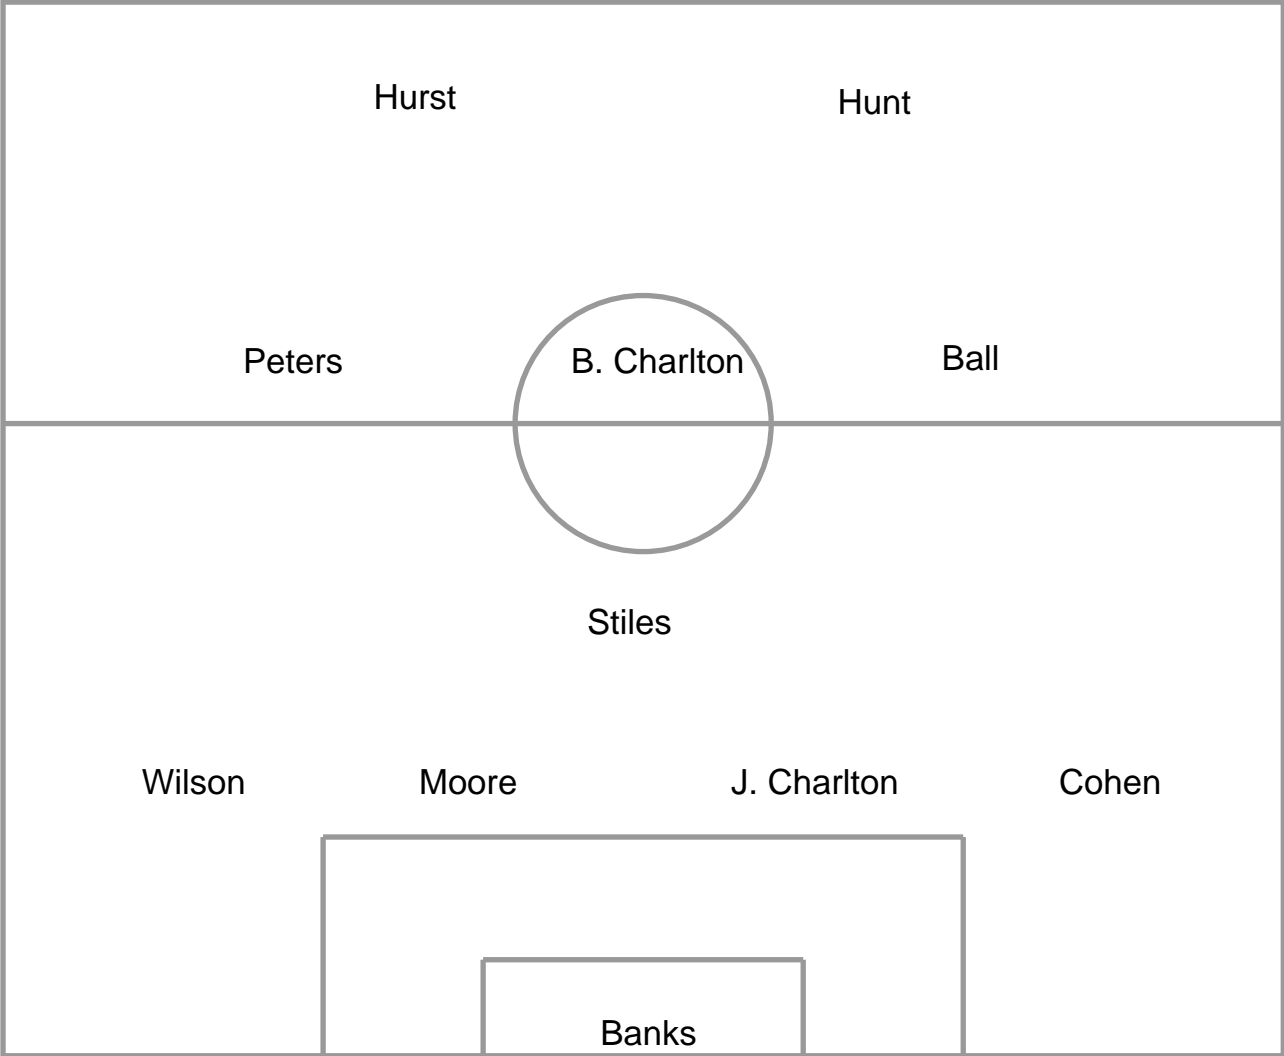 Hurst Hunt
Peters B. Charlton Ball
Stiles
Wilson Moore J. Charlton Cohen
Banks